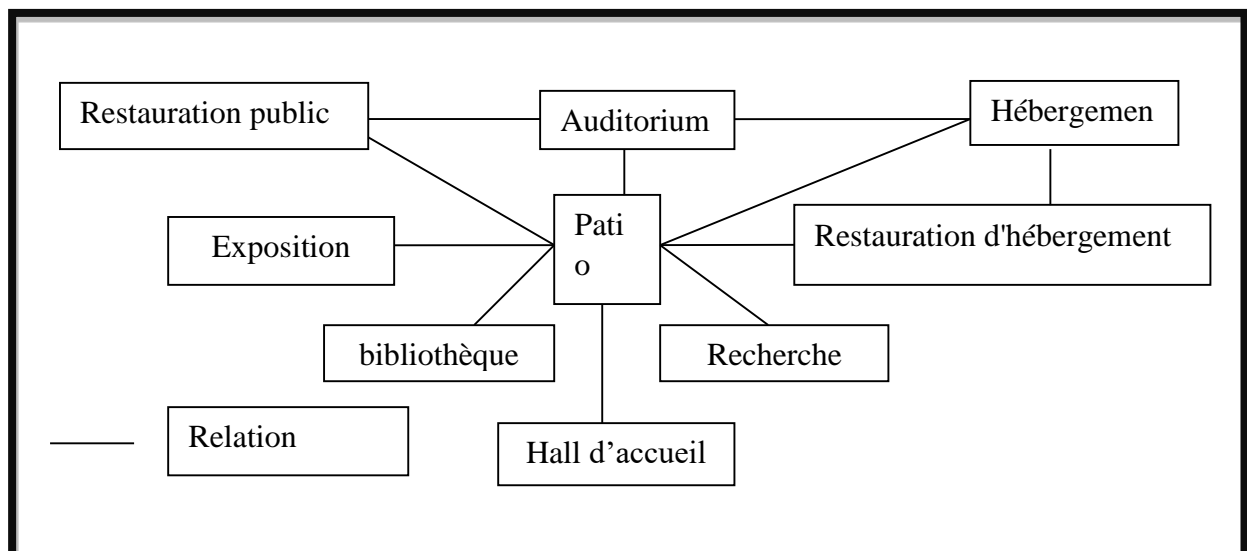 Restauration public
Auditorium
Hébergemen
Pati
o
Restauration d'hébergement
Exposition
bibliothèque
Recherche
Relation
Hall d’accueil